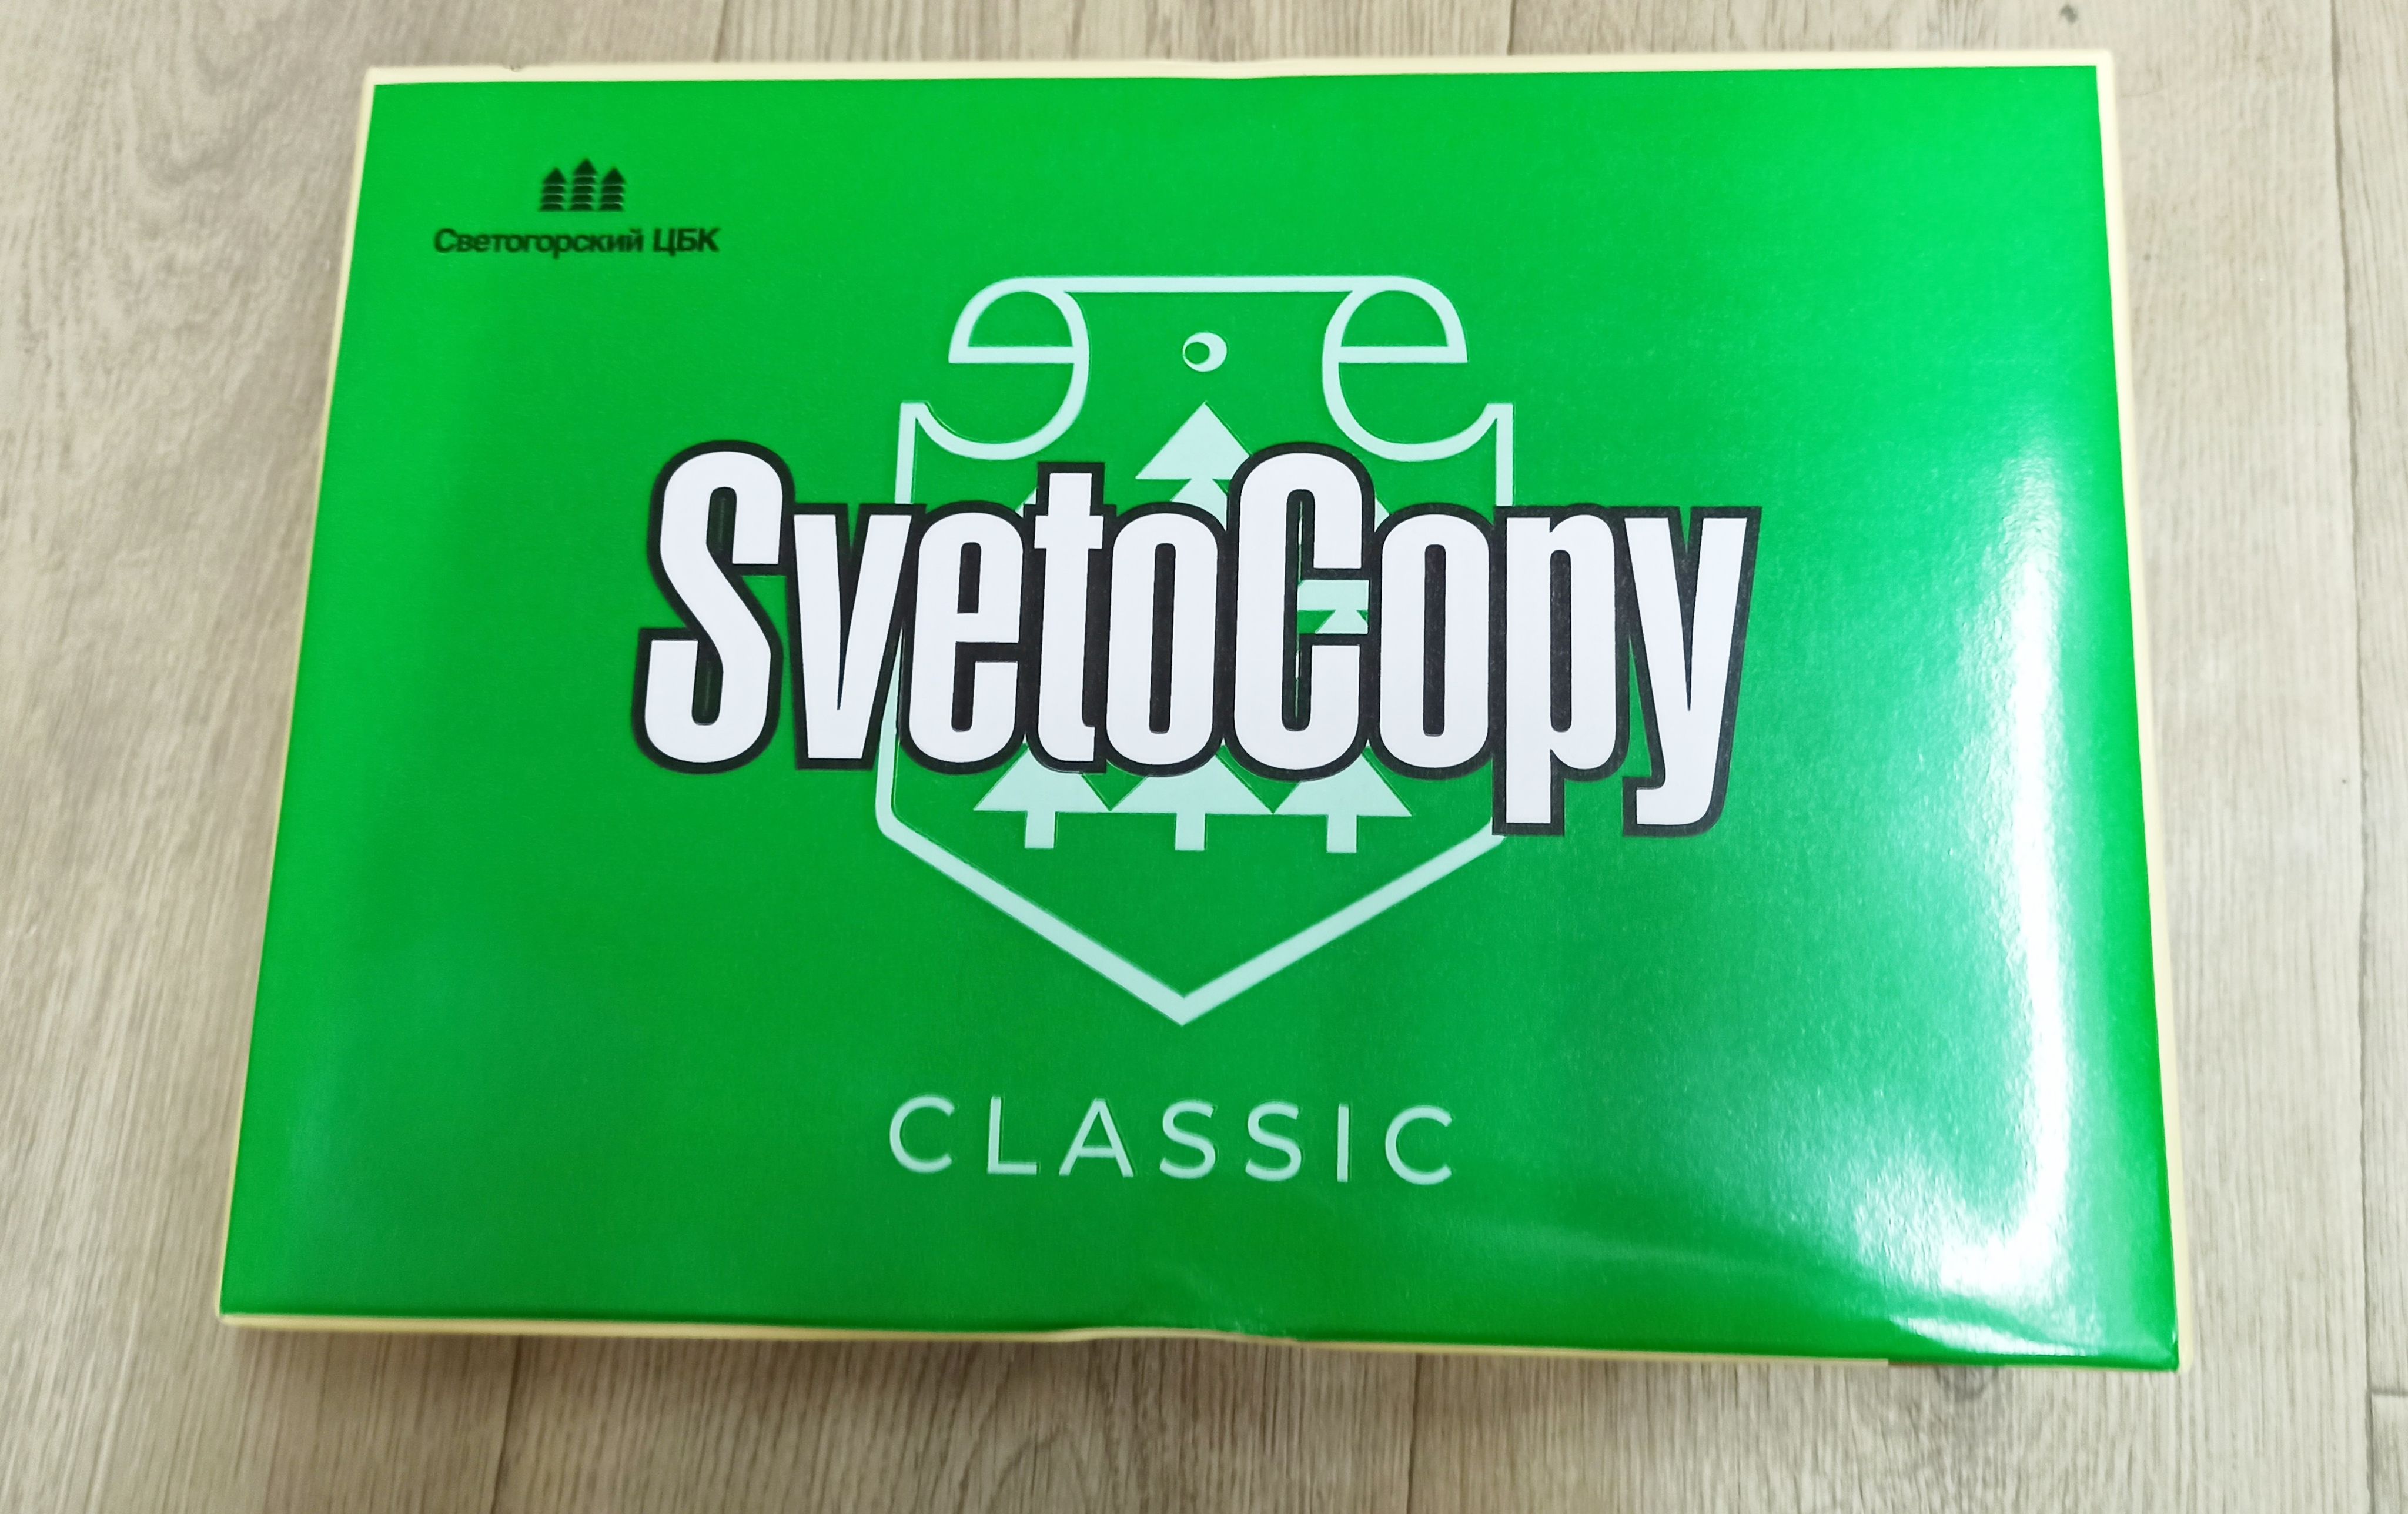 Светогорский ЦБК
SvetoCopy
CLASSIC